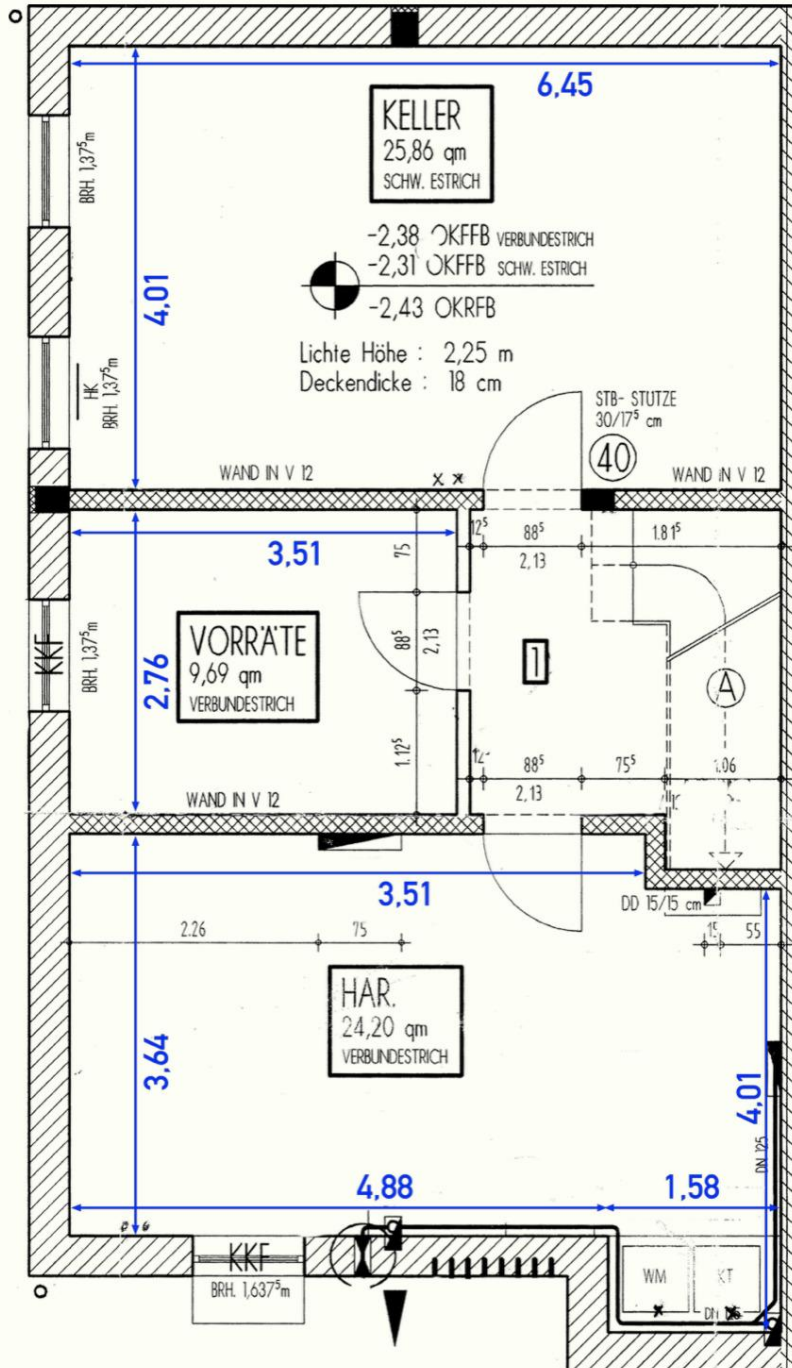 6,45
KELLER
25,86 qm
SCHW. ESTRICH
BRH. 1,37⁵m
-2,38 OKFFB VERBUNDESTRICH
-2,31 OKFFB SCHW. ESTRICH
-2,43 OKRFB
4,01
Lichte Höhe : 2,25 m
Deckendicke : 18 cm
HK
BRH. 1,37⁵m
STB- STÜTZE
30/17⁵ cm
40
WAND IN V 12
WAND IN V 12
3,51
75
12⁵
88⁵
1.81⁵
2,13
KKF
BRH. 1,37⁵m
2,76
VORRÄTE
9,69 qm
VERBUNDESTRICH
88⁵
2,13
1
A
1.12⁵
88⁵
75⁵
1.06
2,13
WAND IN V 12
3,51
DD 15/15 cm
2.26
75
55
HAR.
24,20 qm
VERBUNDESTRICH
3,64
4,01
DN 125
4,88
1,58
KKF
BRH. 1,637⁵m
WM
KT